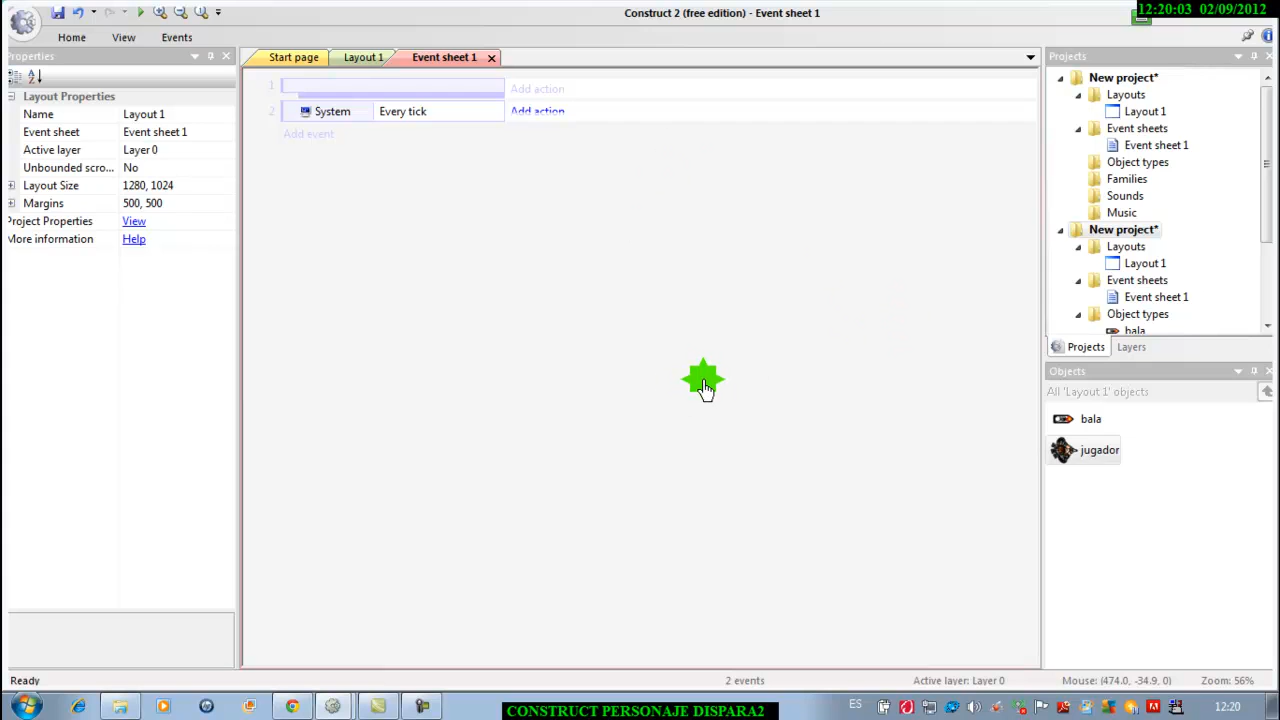 Construct 2 (free edition) - Event sheet 1
12:20:03 02/09/2012
Home View Events
Properties
Start page Layout 1 Event sheet 1
Projects
Layout Properties
Name Layout 1
Event sheet Event sheet 1
Active layer Layer 0
Unbounded scro... No
Layout Size 1280, 1024
Margins 500, 500
Project Properties View
More information Help
1 Add action
2 System Every tick Add action
Add event
New project*
Layouts
Layout 1
Event sheets
Event sheet 1
Object types
Families
Sounds
Music
New project*
Layouts
Layout 1
Event sheets
Event sheet 1
Object types
bala
Projects Layers
Objects
All 'Layout 1' objects
bala
jugador
Ready 2 events Active layer: Layer 0 Mouse: (474.0, -34.9, 0) Zoom: 56%
ES 12:20
CONSTRUCT PERSONAJE DISPARA2